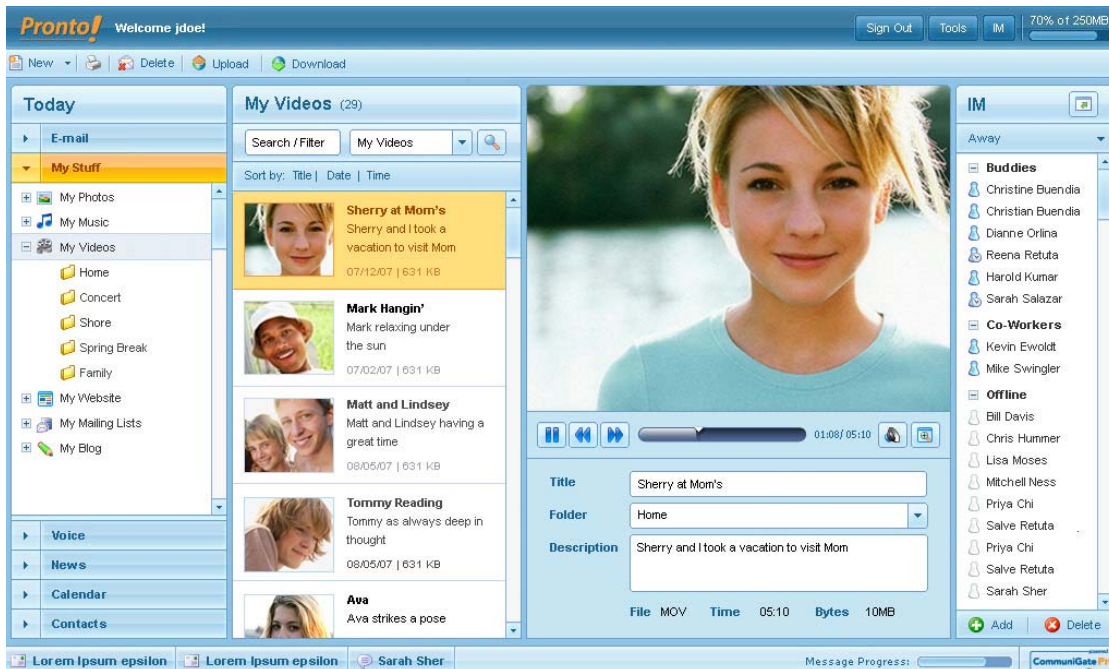 Pronto!
Welcome jdoe!
Sign Out
Tools
IM
70% of 250MB
New
Delete
Upload
Download
Today
E-mail
My Stuff
My Photos
My Music
My Videos
Home
Concert
Shore
Spring Break
Family
My Website
My Mailing Lists
My Blog
Voice
News
Calendar
Contacts
My Videos (29)
Search / Filter
My Videos
Sort by: Title | Date | Time
Sherry at Mom's
Sherry and I took a
vacation to visit Mom
07/12/07 | 631 KB
Mark Hangin'
Mark relaxing under
the sun
07/02/07 | 631 KB
Matt and Lindsey
Matt and Lindsey having a
great time
08/05/07 | 631 KB
Tommy Reading
Tommy as always deep in
thought
08/05/07 | 631 KB
Ava
Ava strikes a pose
01:08/ 05:10
Title
Sherry at Mom's
Folder
Home
Description
Sherry and I took a vacation to visit Mom
File MOV Time 05:10 Bytes 10MB
IM
Away
Buddies
Christine Buendia
Christian Buendia
Dianne Orlina
Reena Retuta
Harold Kumar
Sarah Salazar
Co-Workers
Kevin Ewoldt
Mike Swingler
Offline
Bill Davis
Chris Hummer
Lisa Moses
Mitchell Ness
Priya Chi
Salve Retuta
Priya Chi
Salve Retuta
Sarah Sher
Add
Delete
Lorem Ipsum epsilon
Lorem Ipsum epsilon
Sarah Sher
Message Progress:
CommuniGate Pr